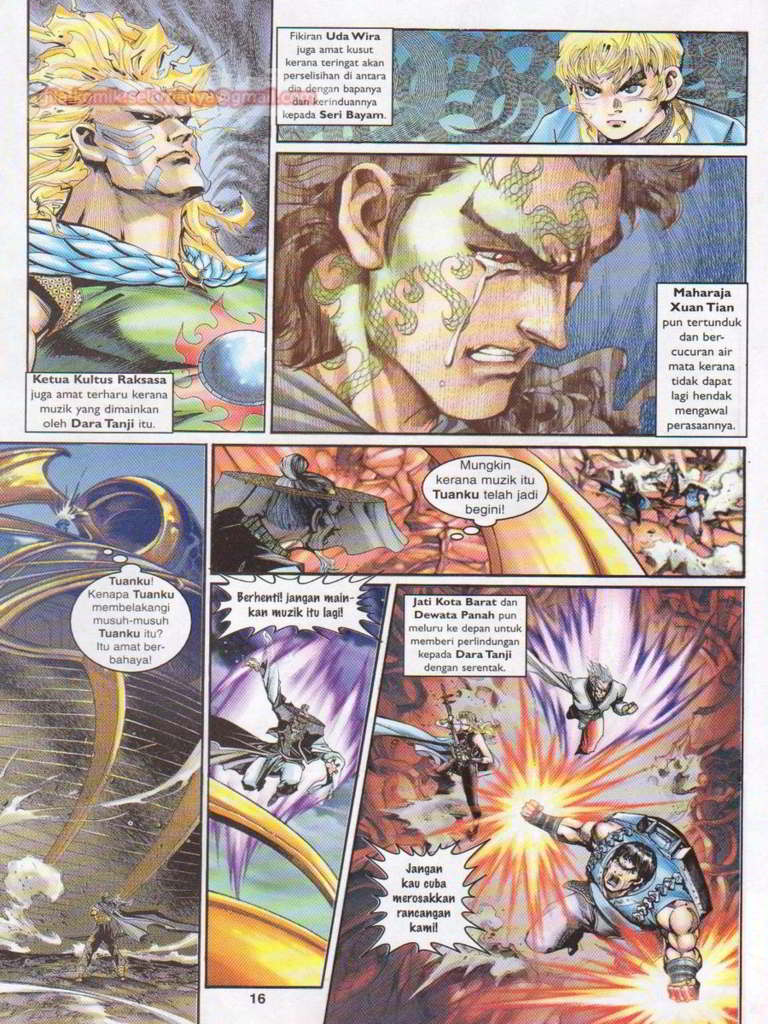 Fikiran Uda Wira
juga amat kusut
kerana teringat akan
perselisihan di antara
dia dengan bapanya
dan kerinduannya
kepada Seri Bayam.
Ketua Kultus Raksasa
juga amat terharu kerana
muzik yang dimainkan
oleh Dara Tanji itu.
Maharaja
Xuan Tian
pun tertunduk
dan ber-
cucuran air
mata kerana
tidak dapat
lagi hendak
mengawal
perasaannya.
Tuanku!
Kenapa Tuanku
membelakangi
musuh-musuh
Tuanku itu?
Itu amat ber-
bahaya!
Mungkin
kerana muzik itu
Tuanku telah jadi
begini!
Berhenti! jangan main-
kan muzik itu lagi!
Jati Kota Barat dan
Dewata Panah pun
meluru ke depan untuk
memberi perlindungan
kepada Dara Tanji
dengan serentak.
Jangan
kau cuba
merosakkan
rancangan
kami!
16